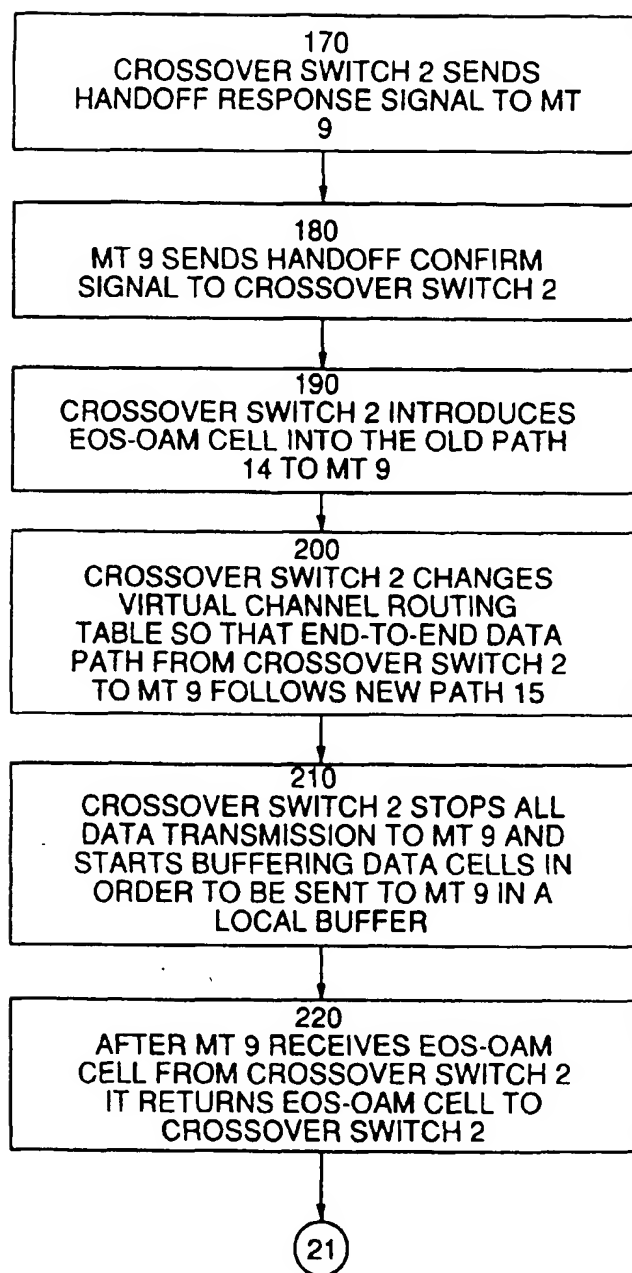 170
CROSSOVER SWITCH 2 SENDS
HANDOFF RESPONSE SIGNAL TO MT
9
180
MT 9 SENDS HANDOFF CONFIRM
SIGNAL TO CROSSOVER SWITCH 2
190
CROSSOVER SWITCH 2 INTRODUCES
EOS-OAM CELL INTO THE OLD PATH
14 TO MT 9
200
CROSSOVER SWITCH 2 CHANGES
VIRTUAL CHANNEL ROUTING
TABLE SO THAT END-TO-END DATA
PATH FROM CROSSOVER SWITCH 2
TO MT 9 FOLLOWS NEW PATH 15
210
CROSSOVER SWITCH 2 STOPS ALL
DATA TRANSMISSION TO MT 9 AND
STARTS BUFFERING DATA CELLS IN
ORDER TO BE SENT TO MT 9 IN A
LOCAL BUFFER
220
AFTER MT 9 RECEIVES EOS-OAM
CELL FROM CROSSOVER SWITCH 2
IT RETURNS EOS-OAM CELL TO
CROSSOVER SWITCH 2
21